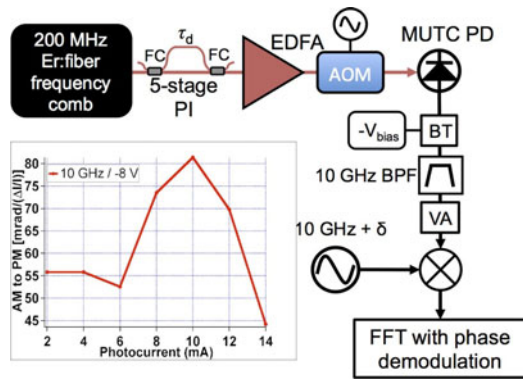 200 MHz
Er:fiber
frequency
comb
FC
τd
FC
5-stage
PI
EDFA
AOM
MUTC PD
-Vbias
BT
10 GHz BPF
VA
10 GHz + δ
FFT with phase
demodulation
10 GHz / -8 V
AM to PM [mrad/(ΔI/I)]
80
75
70
65
60
55
50
45
2
4
6
8
10
12
14
Photocurrent (mA)